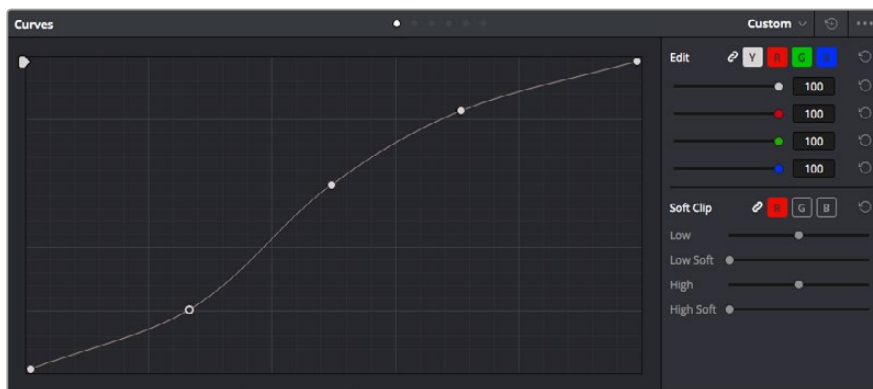 Curves Custom
Edit Y R G B
100
100
100
100
Soft Clip R G B
Low
Low Soft
High
High Soft